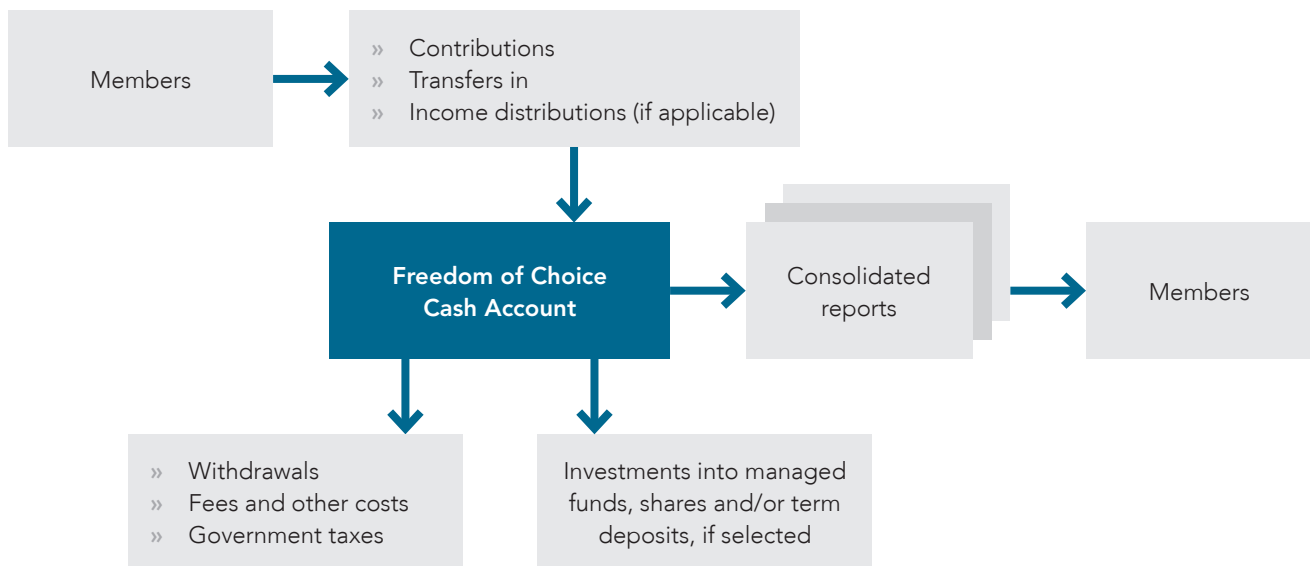 Members
» Contributions
» Transfers in
» Income distributions (if applicable)
Freedom of Choice
Cash Account
Consolidated
reports
Members
» Withdrawals
» Fees and other costs
» Government taxes
Investments into managed
funds, shares and/or term
deposits, if selected